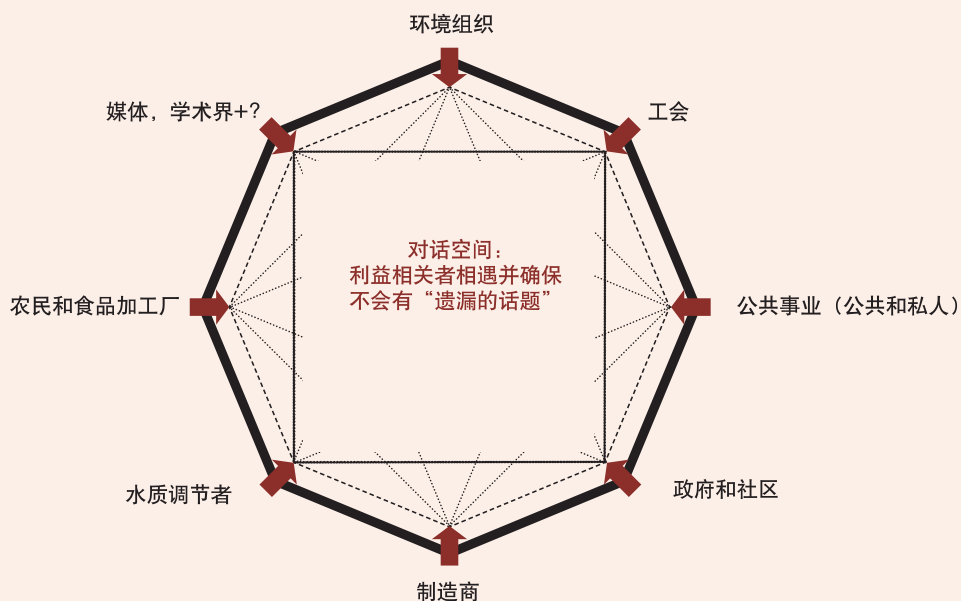 环境组织
媒体，学术界+?
工会
对话空间：
利益相关者相遇并确保
不会有“遗漏的话题”
农民和食品加工厂
公共事业（公共和私人）
水质调节者
政府和社区
制造商